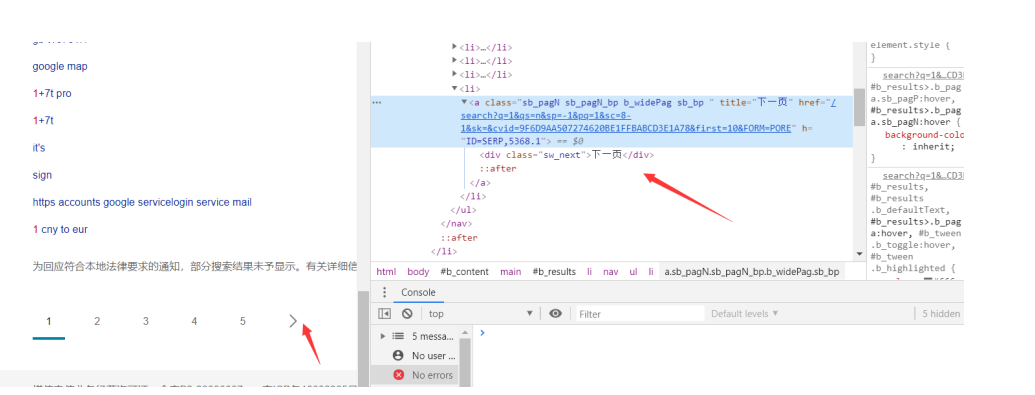 google map
1+7t pro
1+7t
it's
sign
https accounts google servicelogin service mail
1 cny to eur
为回应符合本地法律要求的通知，部分搜索结果未予显示。有关详细信
1 2 3 4 5
<li>…</li>
<li>…</li>
<li>…</li>
<li>
<a class="sb_pagN sb_pagN_bp b_widePag sb_bp " title="下一页" href="/
search?q=1&qs=n&sp=-1&pq=1&sc=8-
1&sk=&cvid=9F6D9AA507274620BE1FFBABCD3E1A78&first=10&FORM=PORE" h=
"ID=SERP,5368.1"> == $0
<div class="sw_next">下一页</div>
::after
</a>
</li>
</ul>
</nav>
::after
</li>
html body #b_content main #b_results li nav ul li a.sb_pagN.sb_pagN_bp.b_widePag.sb_bp
element.style {
}
search?q=1&…CD3
#b_results>.b_pag
a.sb_pagP:hover,
#b_results>.b_pag
a.sb_pagN:hover {
background-colo
: inherit;
}
search?q=1&…CD3
#b_results,
#b_results
.b_defaultText,
#b_results>.b_pag
a:hover, #b_tween
.b_toggle:hover,
#b_tween
.b_highlighted {
Console
top Filter Default levels ▼ 5 hidden
5 messa...
No user ...
No errors